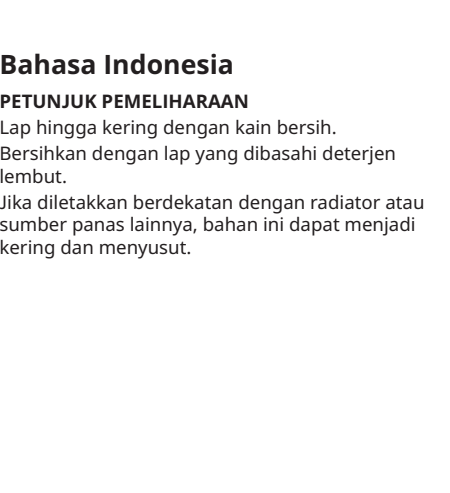 Bahasa Indonesia
PETUNJUK PEMELIHARAAN
Lap hingga kering dengan kain bersih.
Bersihkan dengan lap yang dibasahi deterjen
lembut.
Jika diletakkan berdekatan dengan radiator atau
sumber panas lainnya, bahan ini dapat menjadi
kering dan menyusut.